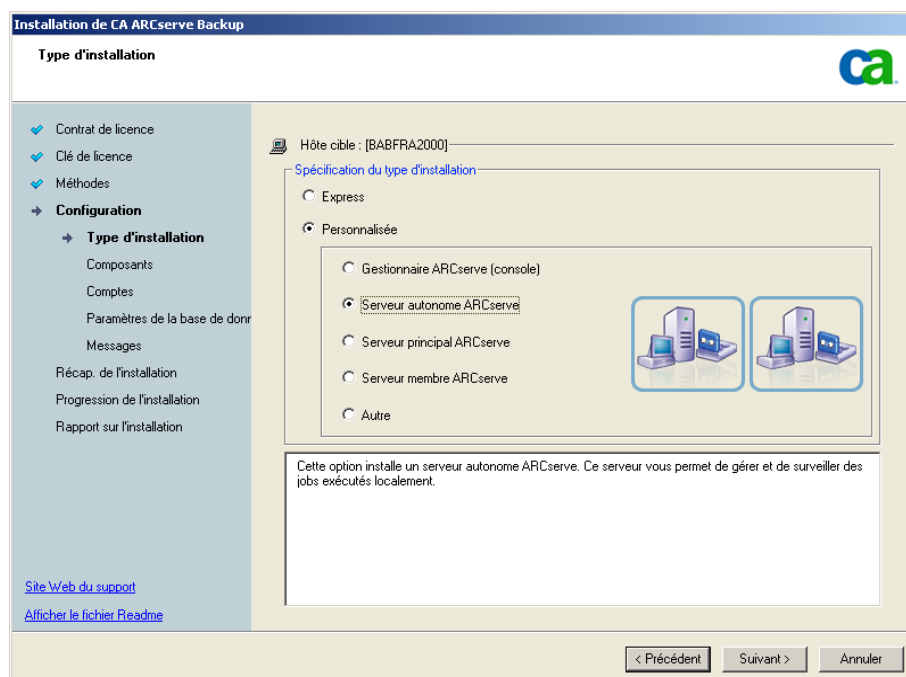 Installation de CA ARCserve Backup
Type d'installation
ca
Contrat de licence
Clé de licence
Méthodes
Configuration
Type d'installation
Composants
Comptes
Paramètres de la base de donr
Messages
Récap. de l'installation
Progression de l'installation
Rapport sur l'installation
Site Web du support
Afficher le fichier Readme
Hôte cible : [BABFRA2000]
Spécification du type d'installation
Express
Personnalisée
Gestionnaire ARCserve (console)
Serveur autonome ARCserve
Serveur principal ARCserve
Serveur membre ARCserve
Autre
Cette option installe un serveur autonome ARCserve. Ce serveur vous permet de gérer et de surveiller des
jobs exécutés localement.
< Précédent
Suivant >
Annuler